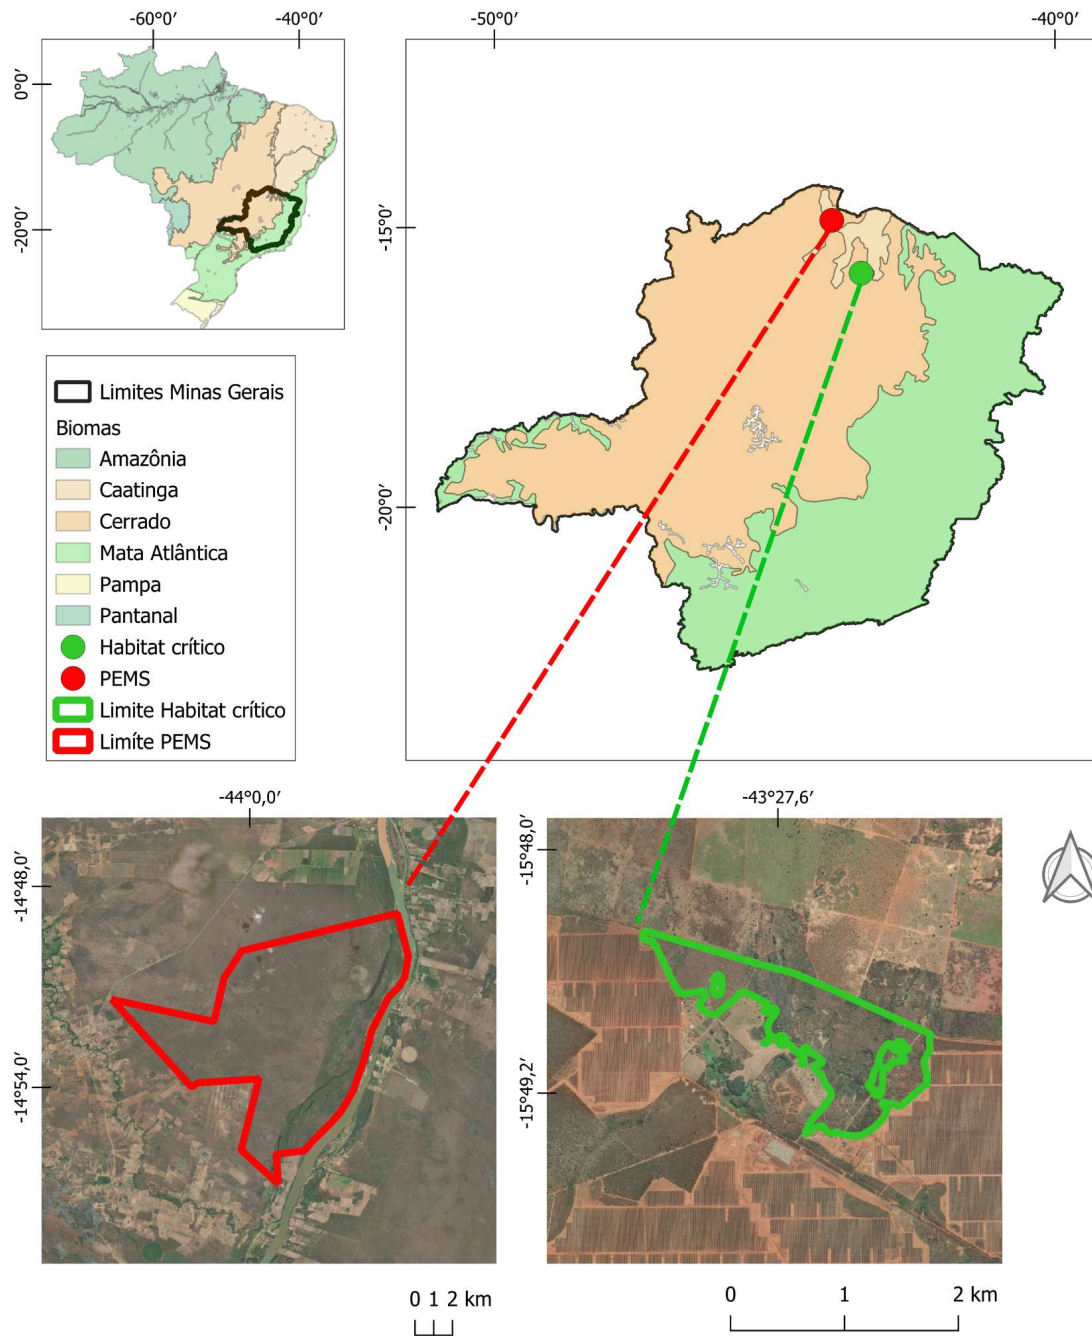 -60°0′ -40°0′
-50°0′ -40°0′
0°0′
-20°0′
-15°0′
-20°0′
Limites Minas Gerais
Biomas
Amazônia
Caatinga
Cerrado
Mata Atlântica
Pampa
Pantanal
Habitat crítico
PEMS
Limite Habitat crítico
Limíte PEMS
-44°0,0′
-43°27,6′
-14°48,0′
-14°54,0′
-15°48,0′
-15°49,2′
0 1 2 km
0 1 2 km